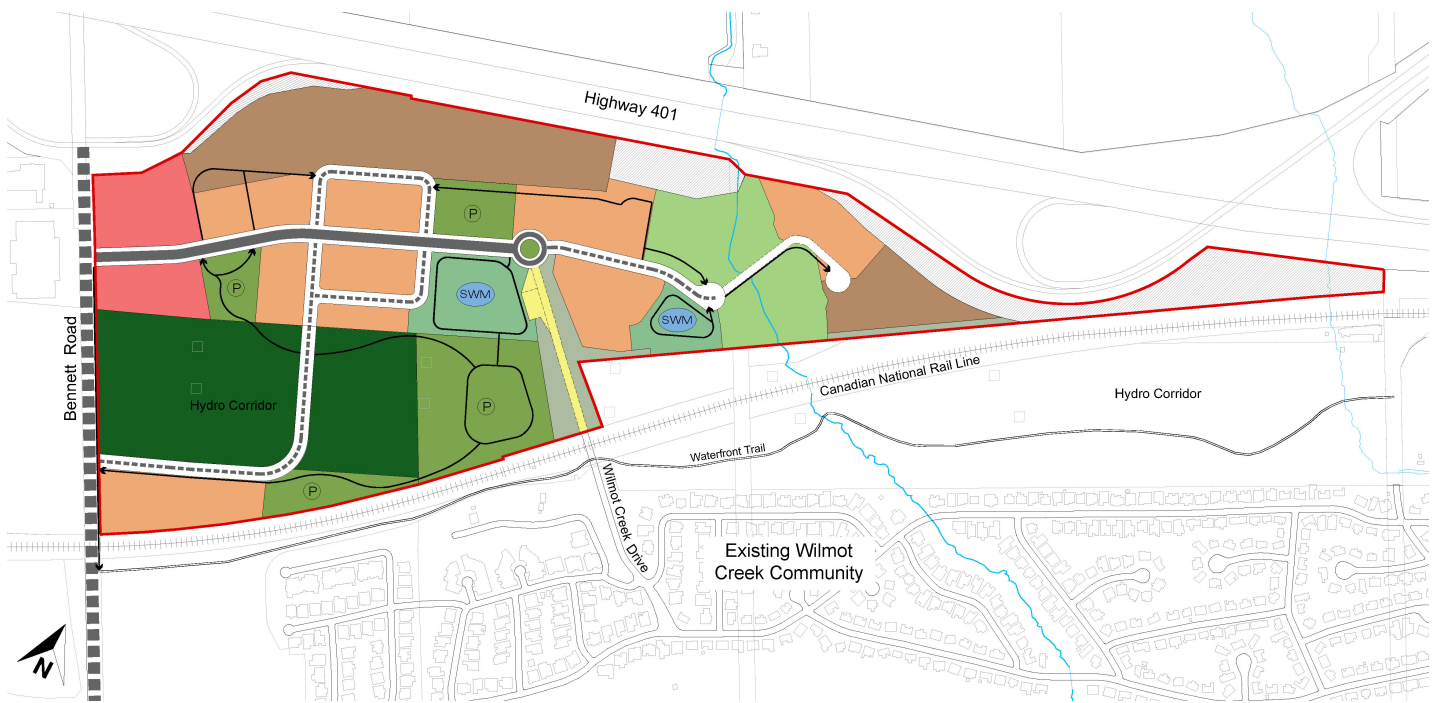 Highway 401
P
P
SWM
SWM
Bennett Road
Hydro Corridor
P
Canadian National Rail Line
Hydro Corridor
Waterfront Trail
P
Wilmot Creek Drive
Existing Wilmot
Creek Community
N